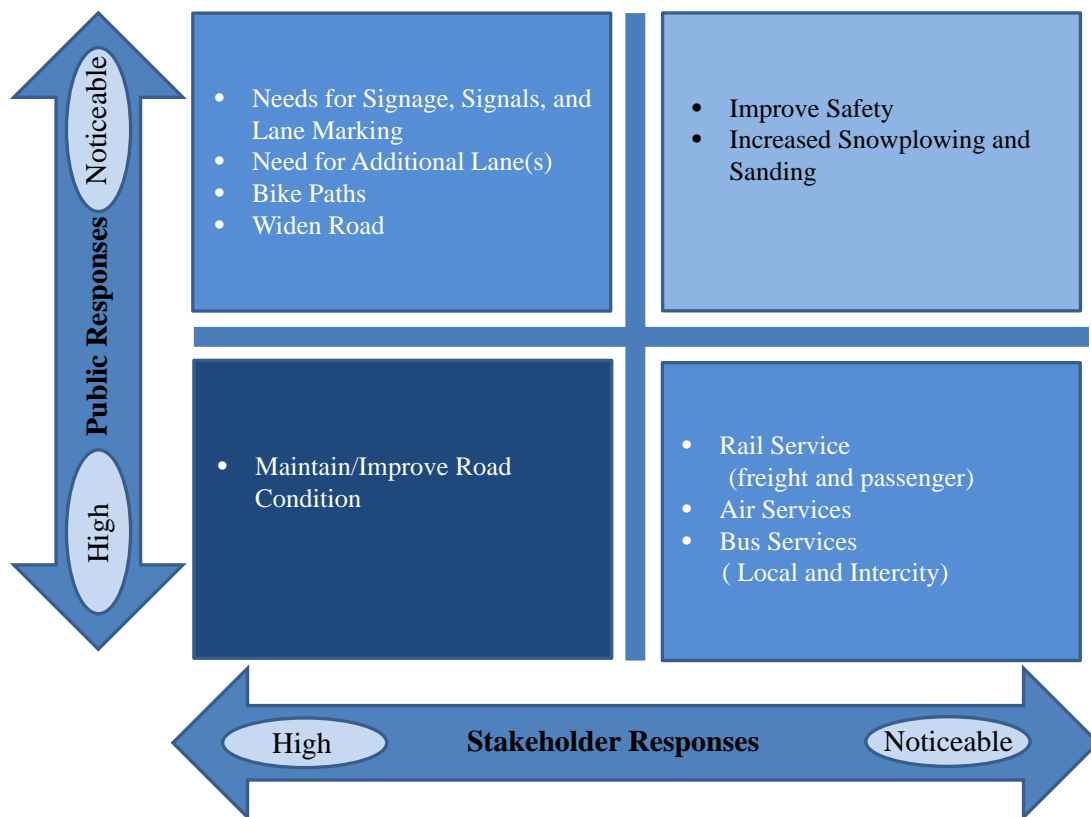 Noticeable
Public Responses
High
• Needs for Signage, Signals, and
Lane Marking
• Need for Additional Lane(s)
• Bike Paths
• Widen Road
• Improve Safety
• Increased Snowplowing and
Sanding
• Maintain/Improve Road
Condition
• Rail Service
(freight and passenger)
• Air Services
• Bus Services
( Local and Intercity)
High
Stakeholder Responses
Noticeable